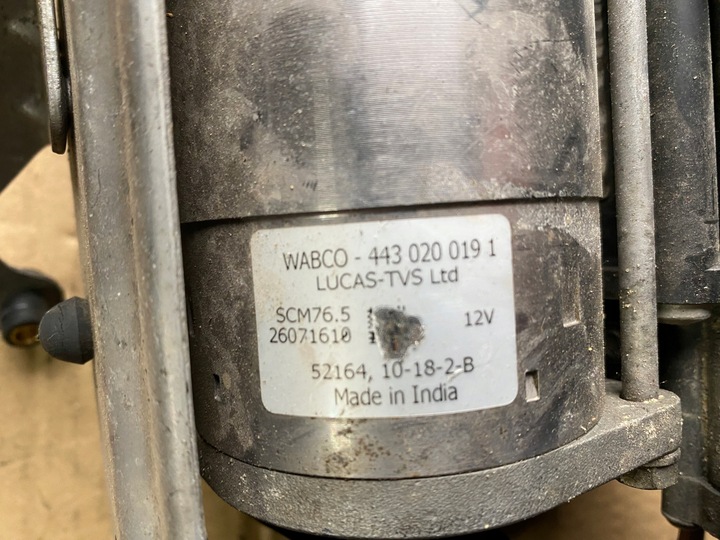 WABCO - 443 020 019 1
LUCAS-TVS Ltd
SCM76.5 12V
26071610
52164, 10-18-2-B
Made in India